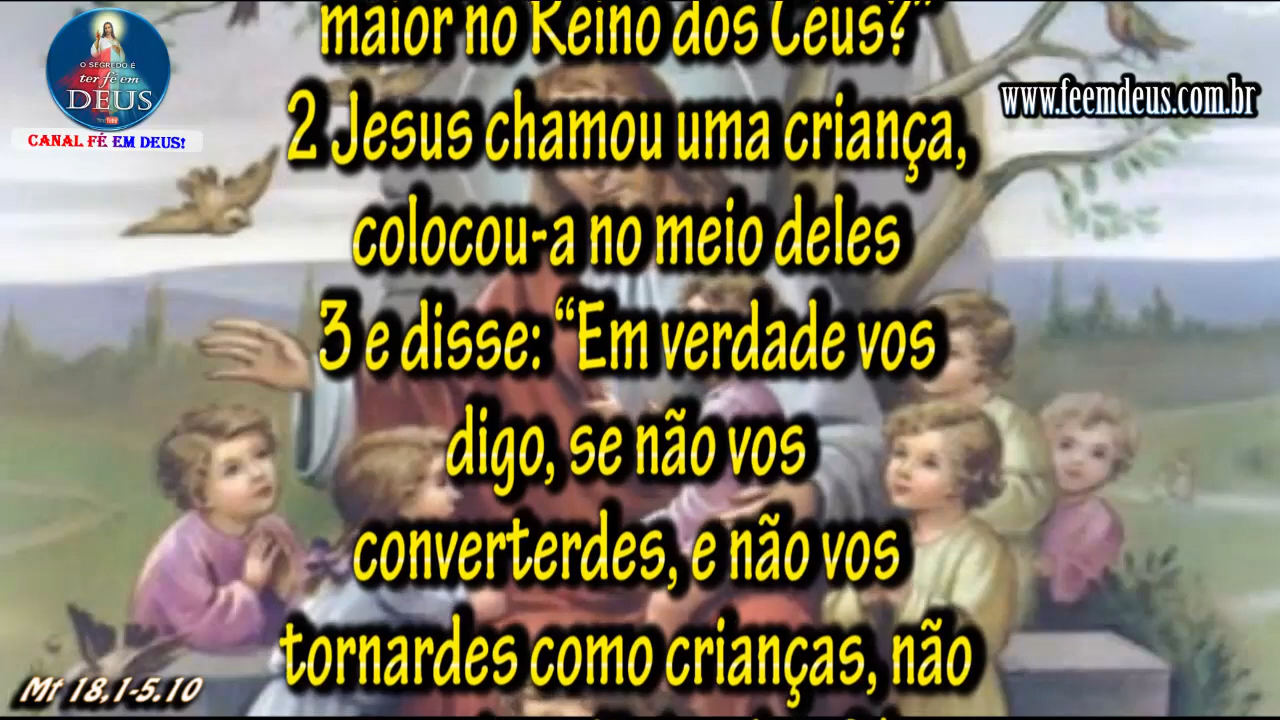 maior no Reino dos Céus?"
O SEGREDO É
ter fé em
DEUS
CANAL FÉ EM DEUS!
www.feemdeus.com.br
2 Jesus chamou uma criança,
colocou-a no meio deles
3 e disse: “Em verdade vos
digo, se não vos
converterdes, e não vos
tornardes como crianças, não
Mt 18,1-5.10